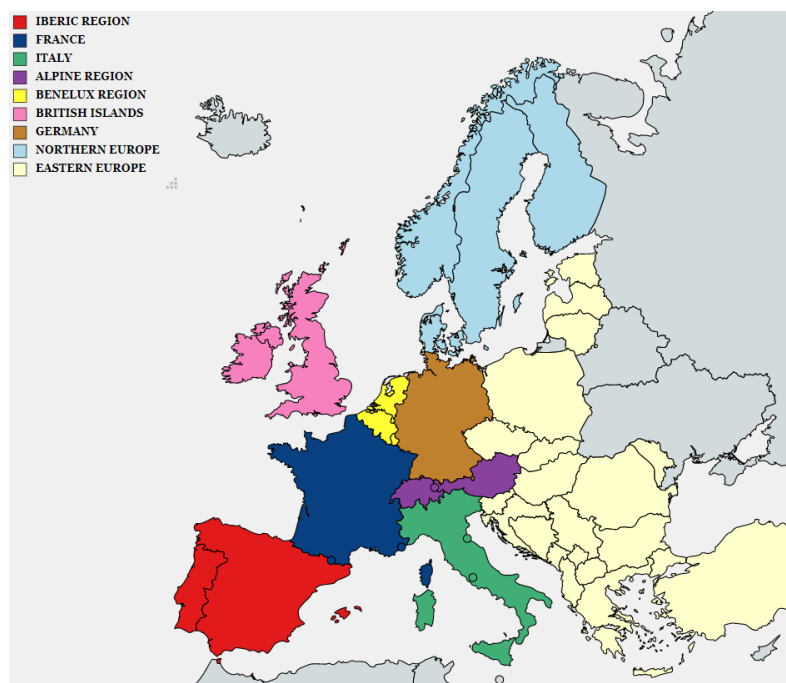 IBERIC REGION
FRANCE
ITALY
ALPINE REGION
BENELUX REGION
BRITISH ISLANDS
GERMANY
NORTHERN EUROPE
EASTERN EUROPE